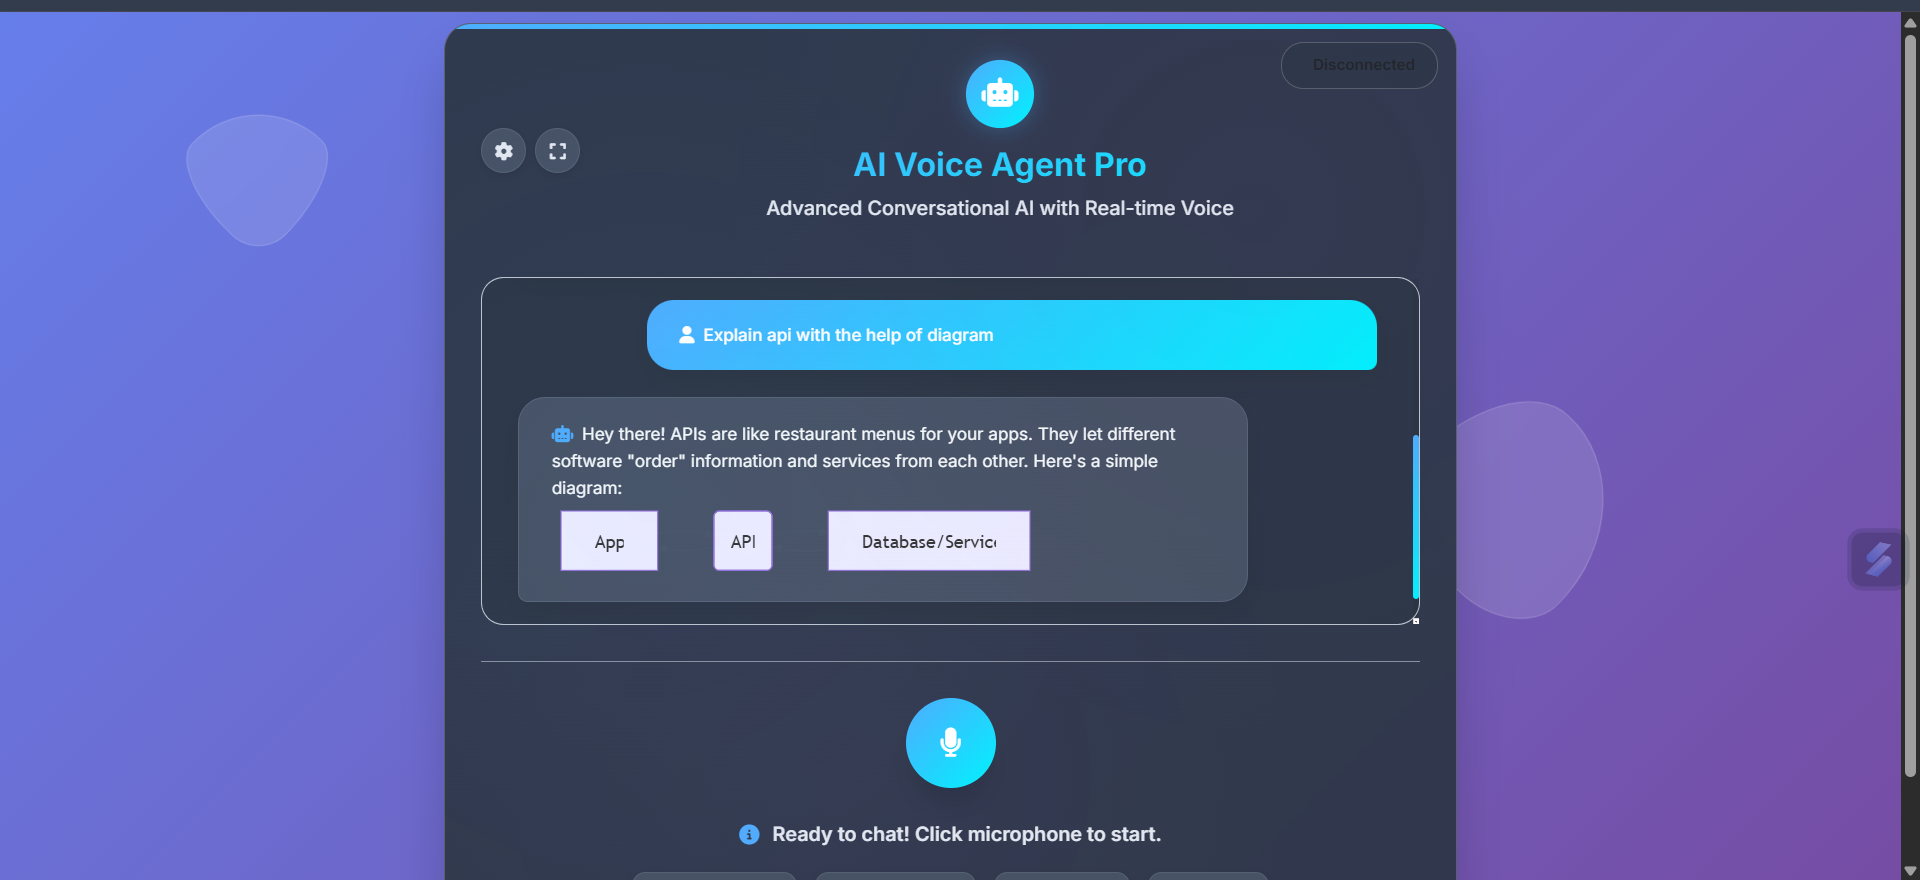 Disconnected
AI Voice Agent Pro
Advanced Conversational AI with Real-time Voice
Explain api with the help of diagram
Hey there! APIs are like restaurant menus for your apps. They let different
software "order" information and services from each other. Here's a simple
diagram:
App
API
Database/Servic
Ready to chat! Click microphone to start.